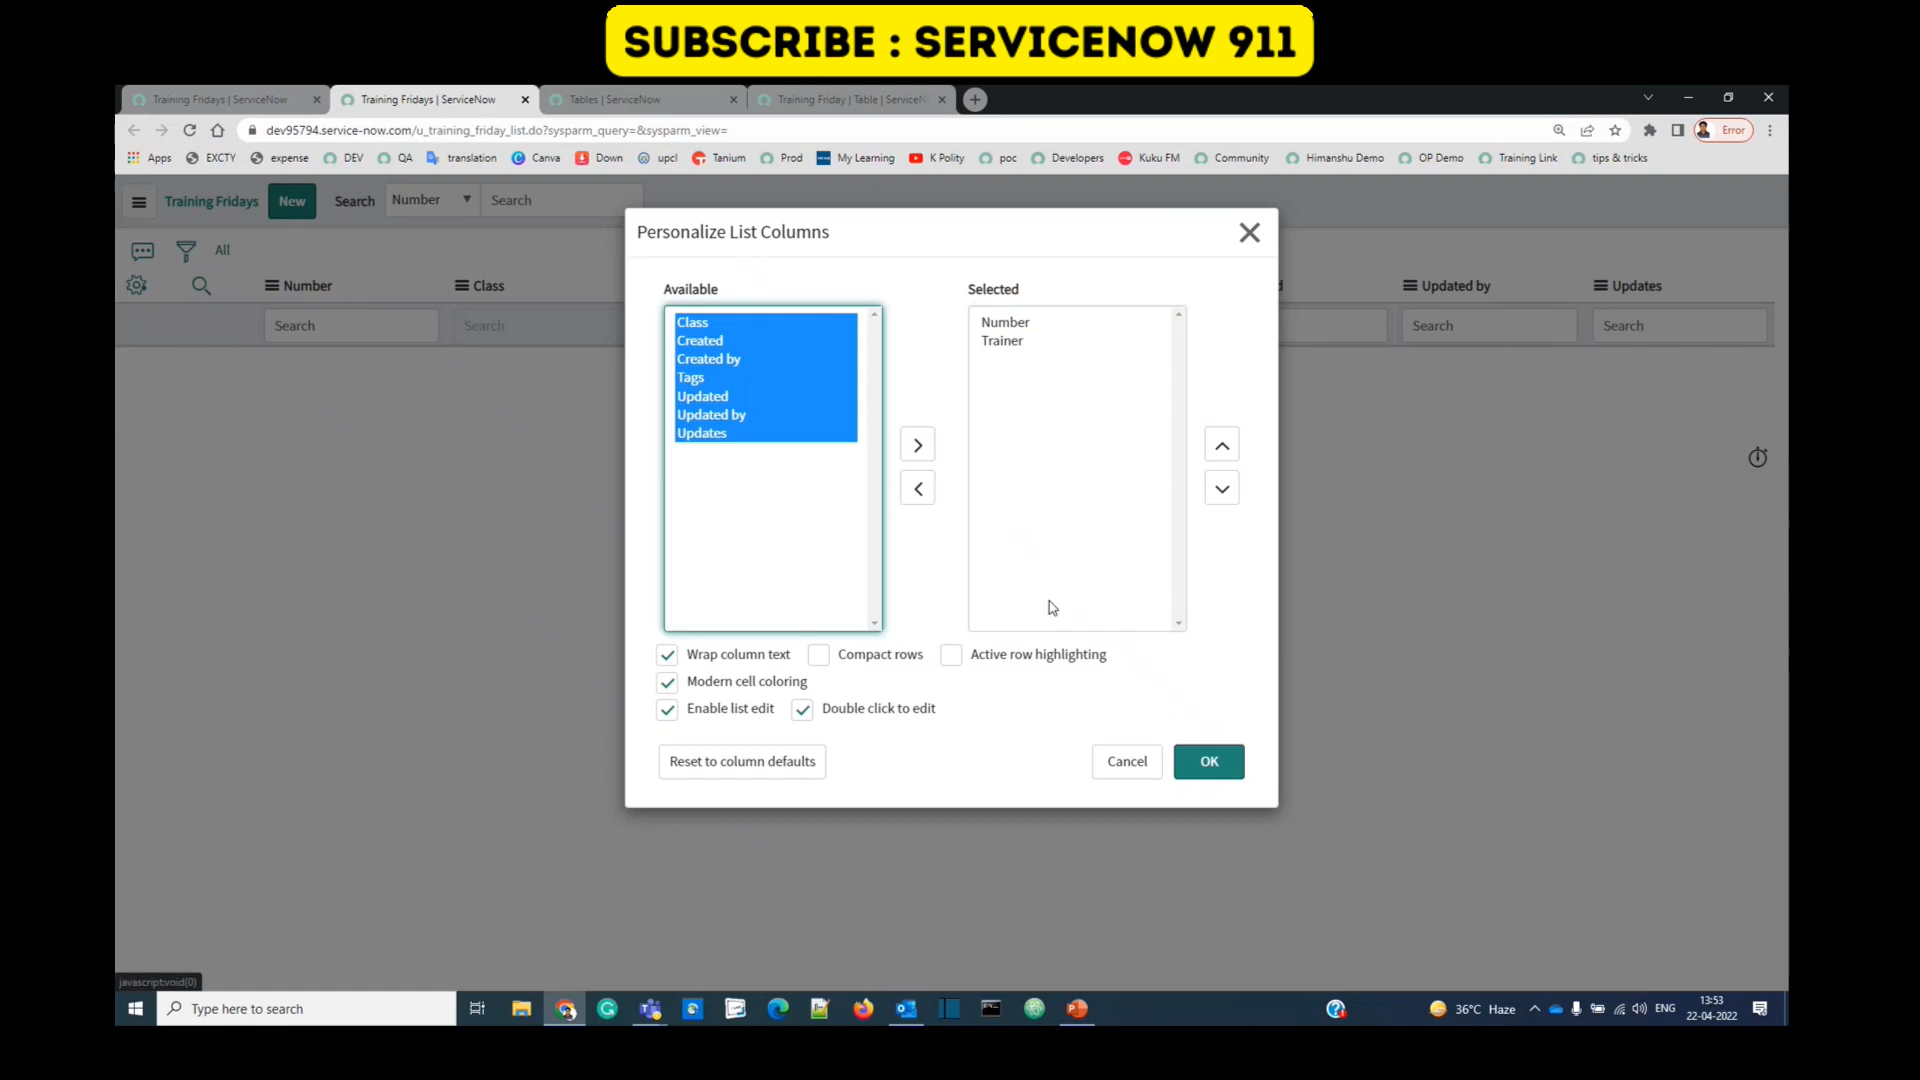 SUBSCRIBE : SERVICENOW 911
Training Fridays | ServiceNow
Training Fridays | ServiceNow
Tables | ServiceNow
Training Friday | Table | ServiceN
dev95794.service-now.com/u_training_friday_list.do?sysparm_query=&sysparm_view=
Error
Apps EXCTY expense DEV QA translation Canva Down upcl Tanium Prod My Learning K Polity poc Developers Kuku FM Community Himanshu Demo OP Demo Training Link tips & tricks
Training Fridays New Search Number Search
All
Number Class Updated by Updates
Search Search Search Search
Personalize List Columns
Available
Class
Created
Created by
Tags
Updated
Updated by
Updates
Selected
Number
Trainer
Wrap column text Compact rows Active row highlighting
Modern cell coloring
Enable list edit Double click to edit
Reset to column defaults Cancel OK
javascript:void(0)
Type here to search
36°C Haze
ENG
13:53
22-04-2022